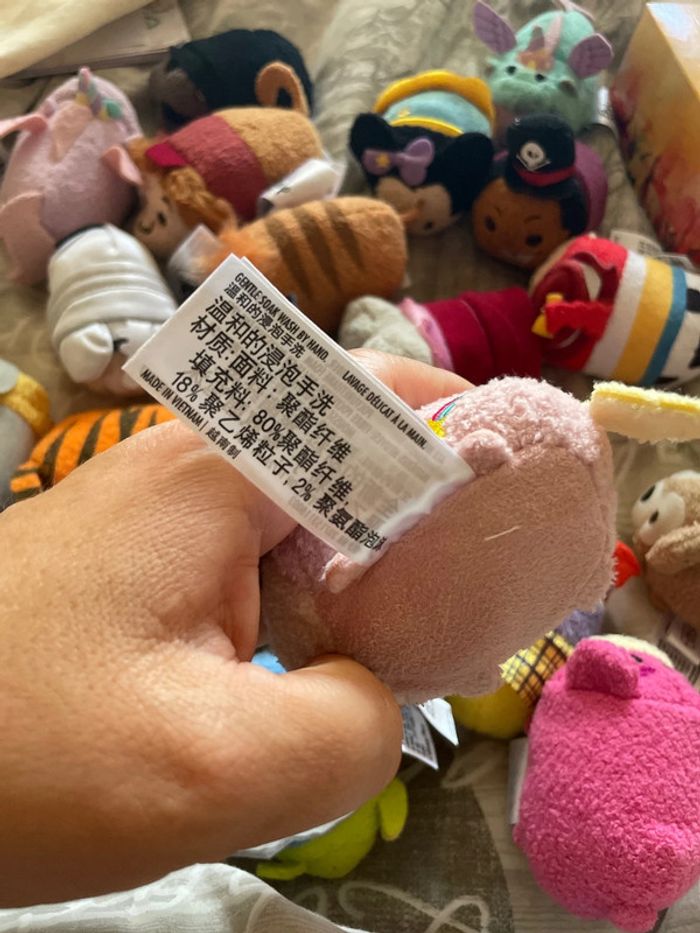 GENTLE SOAK WASH BY HAND. LAVAGE DÉLICAT À LA MAIN.
温和的浸泡手洗
温和的浸泡手洗
材质:面料:聚酯纤维
填充料:80%聚酯纤维,
18%聚乙烯粒子,2%聚氨酯泡
MADE IN VIETNAM | 越南制